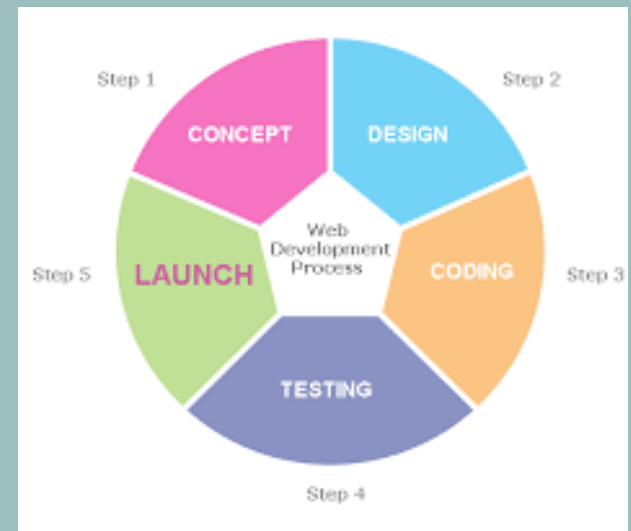 Step 1
CONCEPT
Step 2
DESIGN
Web
Development
Process
Step 3
CODING
Step 4
TESTING
Step 5
LAUNCH